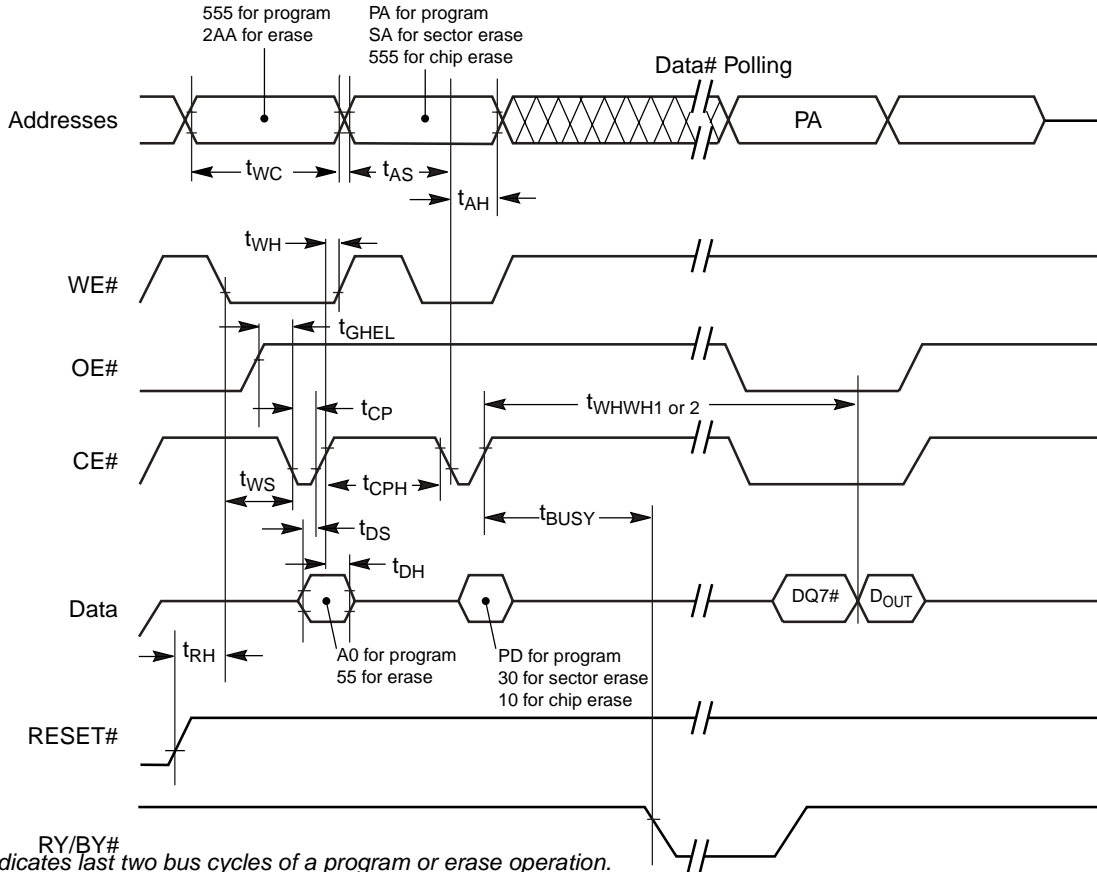 555 for program
2AA for erase
PA for program
SA for sector erase
555 for chip erase
Data# Polling
Addresses
PA
tWC
tAS
tAH
tWH
WE#
tGHEL
OE#
tWHWH1 or 2
tCP
CE#
tWS
tCPH
tBUSY
tDS
tDH
Data
DQ7#
DOUT
tRH
A0 for program
55 for erase
PD for program
30 for sector erase
10 for chip erase
RESET#
RY/BY#
dicates last two bus cycles of a program or erase operation.